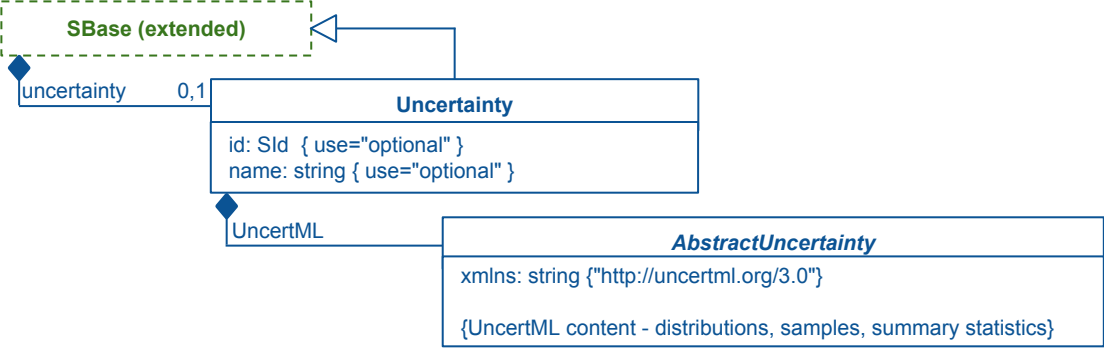 SBase (extended)
uncertainty 0,1
Uncertainty
id: SId { use="optional" }
name: string { use="optional" }
UncertML
AbstractUncertainty
xmlns: string {"http://uncertml.org/3.0"}
{UncertML content - distributions, samples, summary statistics}